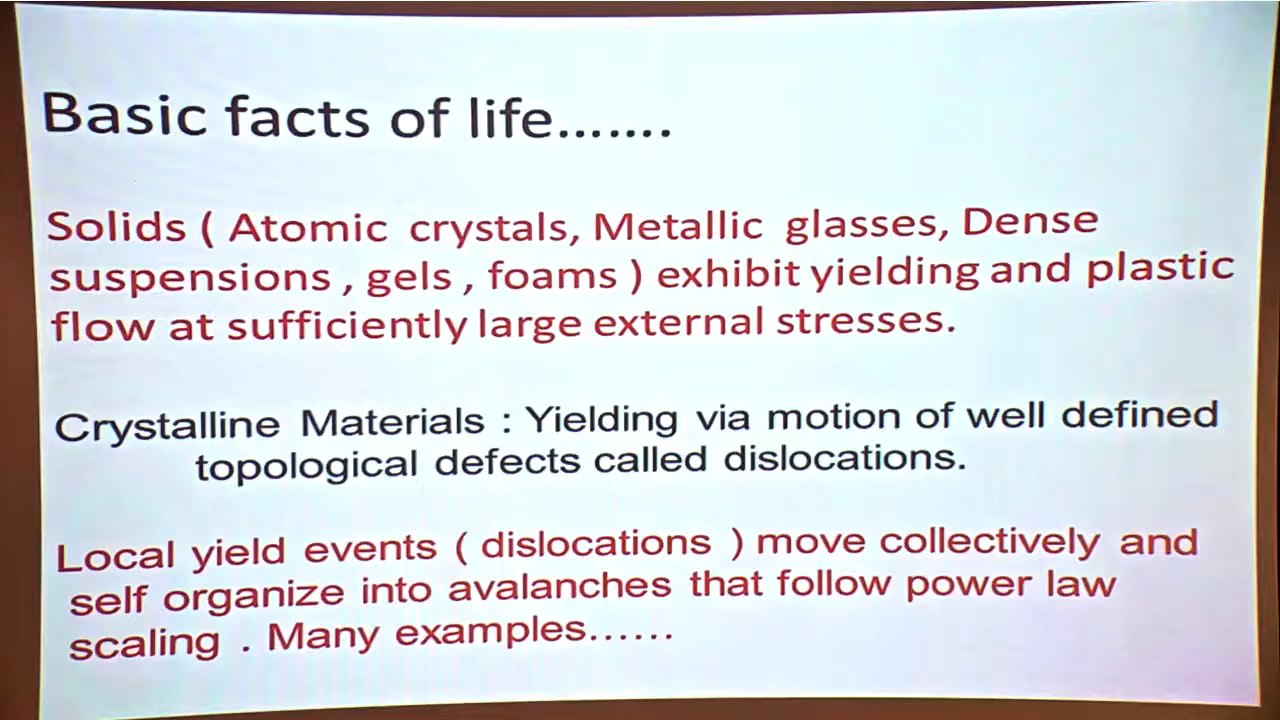 Basic facts of life.......
Solids ( Atomic crystals, Metallic glasses, Dense
suspensions , gels , foams ) exhibit yielding and plastic
flow at sufficiently large external stresses.
Crystalline Materials : Yielding via motion of well defined
topological defects called dislocations.
Local yield events ( dislocations ) move collectively and
self organize into avalanches that follow power law
scaling . Many examples......